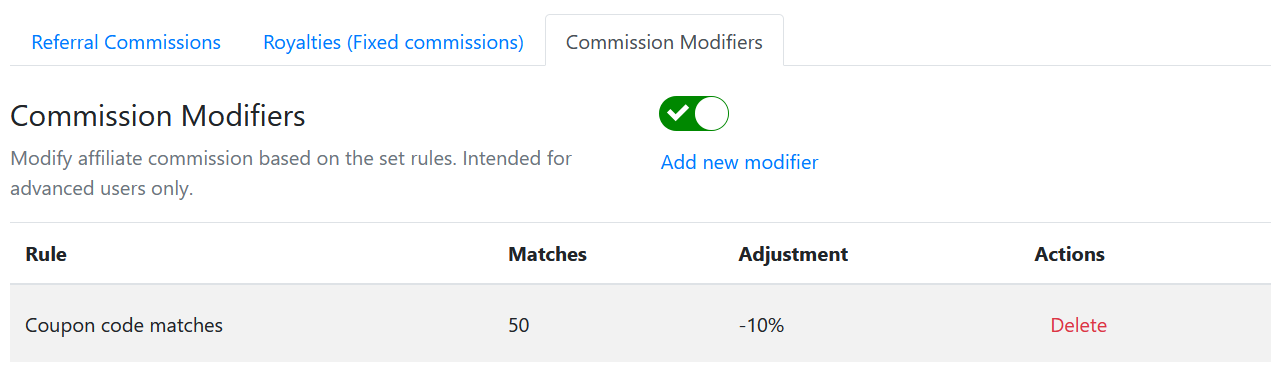 Referral Commissions Royalties (Fixed commissions) Commission Modifiers
Commission Modifiers
Modify affiliate commission based on the set rules. Intended for
advanced users only.
Add new modifier
Rule Matches Adjustment Actions
Coupon code matches 50 -10% Delete